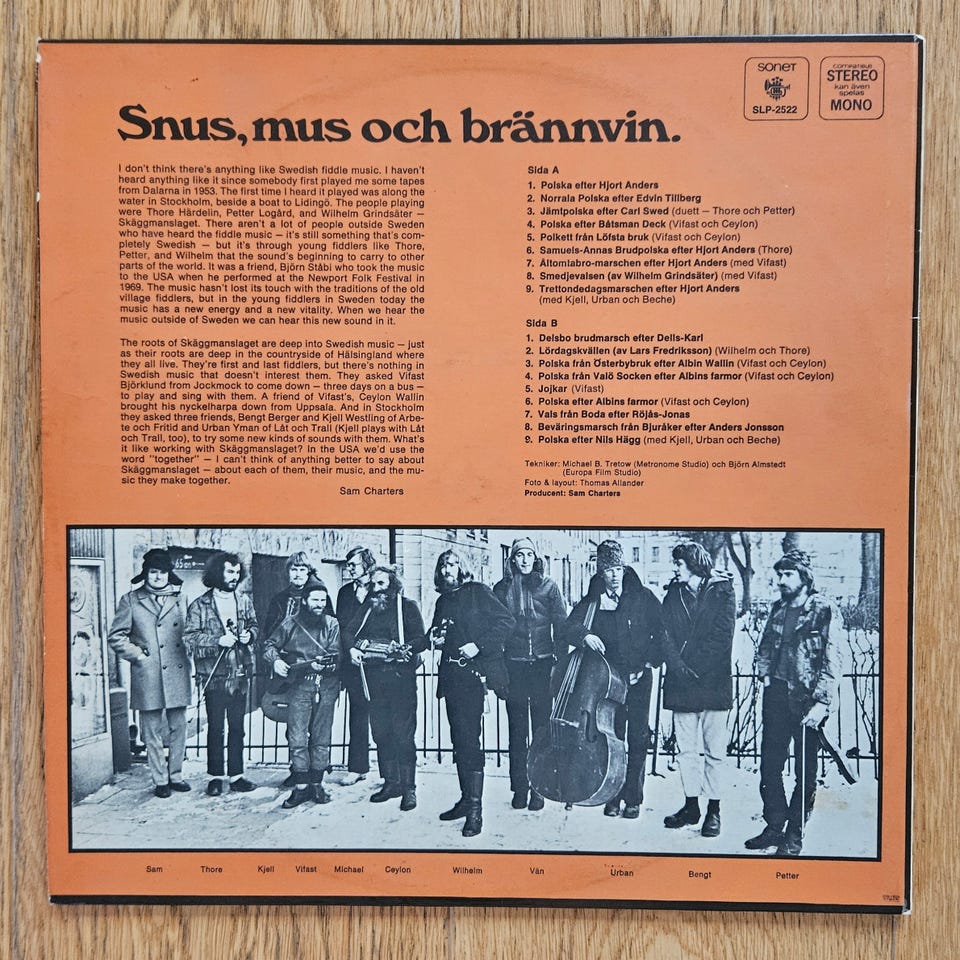 sonet
SLP-2522
COMPATIBLE
STEREO
kan även
spelas
MONO
Snus, mus och brännvin.
I don't think there's anything like Swedish fiddle music. I haven't
heard anything like it since somebody first played me some tapes
from Dalarna in 1953. The first time I heard it played was along the
water in Stockholm, beside a boat to Lidingö. The people playing
were Thore Härdelin, Petter Logård, and Wilhelm Grindsäter —
Skäggmanslaget. There aren't a lot of people outside Sweden
who have heard the fiddle music — it's still something that's com-
pletely Swedish — but it's through young fiddlers like Thore,
Petter, and Wilhelm that the sound's beginning to carry to other
parts of the world. It was a friend, Björn Ståbi who took the music
to the USA when he performed at the Newport Folk Festival in
1969. The music hasn't lost its touch with the traditions of the old
village fiddlers, but in the young fiddlers in Sweden today the
music has a new energy and a new vitality. When we hear the
music outside of Sweden we can hear this new sound in it.
The roots of Skäggmanslaget are deep into Swedish music — just
as their roots are deep in the countryside of Hälsingland where
they all live. They're first and last fiddlers, but there's nothing in
Swedish music that doesn't interest them. They asked Vifast
Björklund from Jockmock to come down — three days on a bus —
to play and sing with them. A friend of Vifast's, Ceylon Wallin
brought his nyckelharpa down from Uppsala. And in Stockholm
they asked three friends, Bengt Berger and Kjell Westling of Arbe-
te och Fritid and Urban Yman of Låt och Trall (Kjell plays with Låt
och Trall, too), to try some new kinds of sounds with them. What's
it like working with Skäggmanslaget? In the USA we'd use the
word "together" — I can't think of anything better to say about
Skäggmanslaget — about each of them, their music, and the mu-
sic they make together.
Sam Charters
Sida A
1. Polska efter Hjort Anders
2. Norrala Polska efter Edvin Tillberg
3. Jämtpolska efter Carl Swed (duett — Thore och Petter)
4. Polska efter Båtsman Deck (Vifast och Ceylon)
5. Polkett från Löfsta bruk (Vifast och Ceylon)
6. Samuels-Annas Brudpolska efter Hjort Anders (Thore)
7. Ältomtabro-marschen efter Hjort Anders (med Vifast)
8. Smedjevalsen (av Wilhelm Grindsäter) (med Vifast)
9. Trettondedagsmarschen efter Hjort Anders
(med Kjell, Urban och Beche)
Sida B
1. Delsbo brudmarsch efter Dells-Karl
2. Lördagskvällen (av Lars Fredriksson) (Wilhelm och Thore)
3. Polska från Österbybruk efter Albin Wallin (Vifast och Ceylon)
4. Polska från Valö Socken efter Albins farmor (Vifast och Ceylon)
5. Jojkar (Vifast)
6. Polska efter Albins farmor (Vifast och Ceylon)
7. Vals från Boda efter Röjås-Jonas
8. Beväringsmarsch från Bjuråker efter Anders Jonsson
9. Polska efter Nils Hägg (med Kjell, Urban och Beche)
Tekniker: Michael B. Tretow (Metronome Studio) och Björn Almstedt
(Europa Film Studio)
Foto & layout: Thomas Allander
Producent: Sam Charters
Sam Thore Kjell Vifast Michael Ceylon Wilhelm Vän Urban Bengt Petter